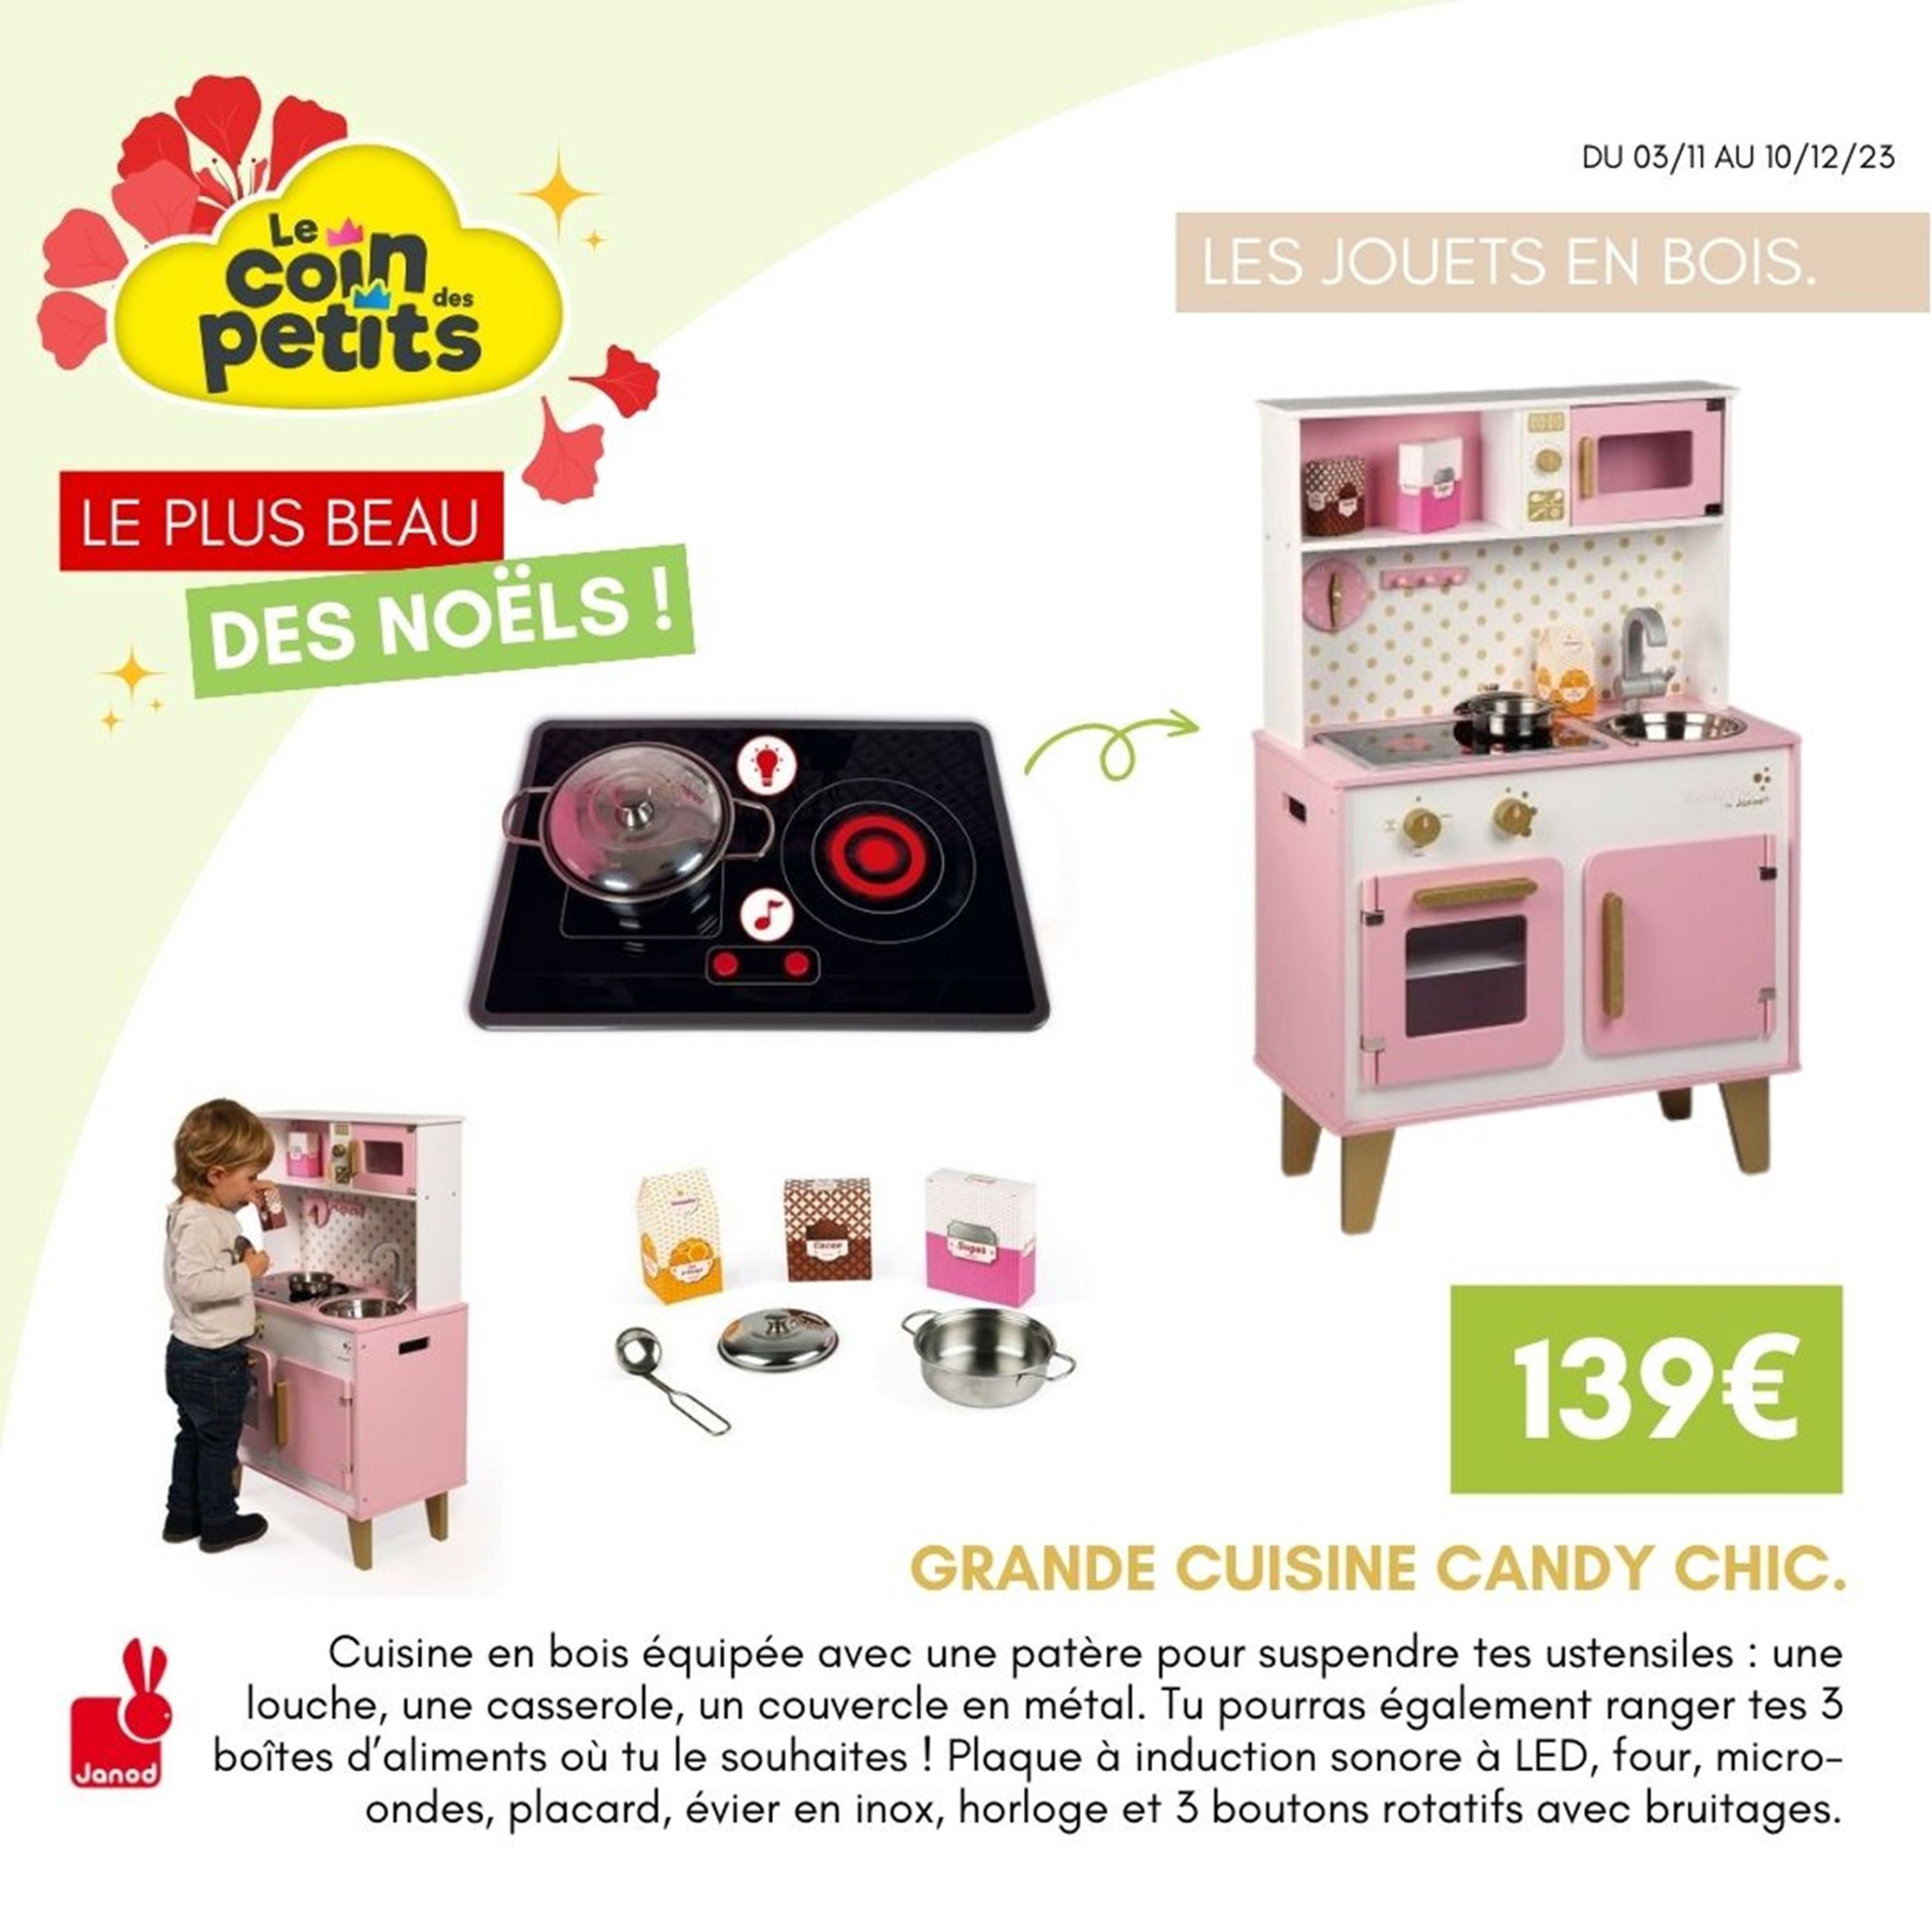 DU 03/11 AU 10/12/23
Le
coin
des
petits
LES JOUETS EN BOIS.
LE PLUS BEAU
DES NOËLS !
Cacao
Sugar
139€
GRANDE CUISINE CANDY CHIC.
Cuisine en bois équipée avec une patère pour suspendre tes ustensiles : une
louche, une casserole, un couvercle en métal. Tu pourras également ranger tes 3
boîtes d'aliments où tu le souhaites ! Plaque à induction sonore à LED, four, micro-
ondes, placard, évier en inox, horloge et 3 boutons rotatifs avec bruitages.
Janod